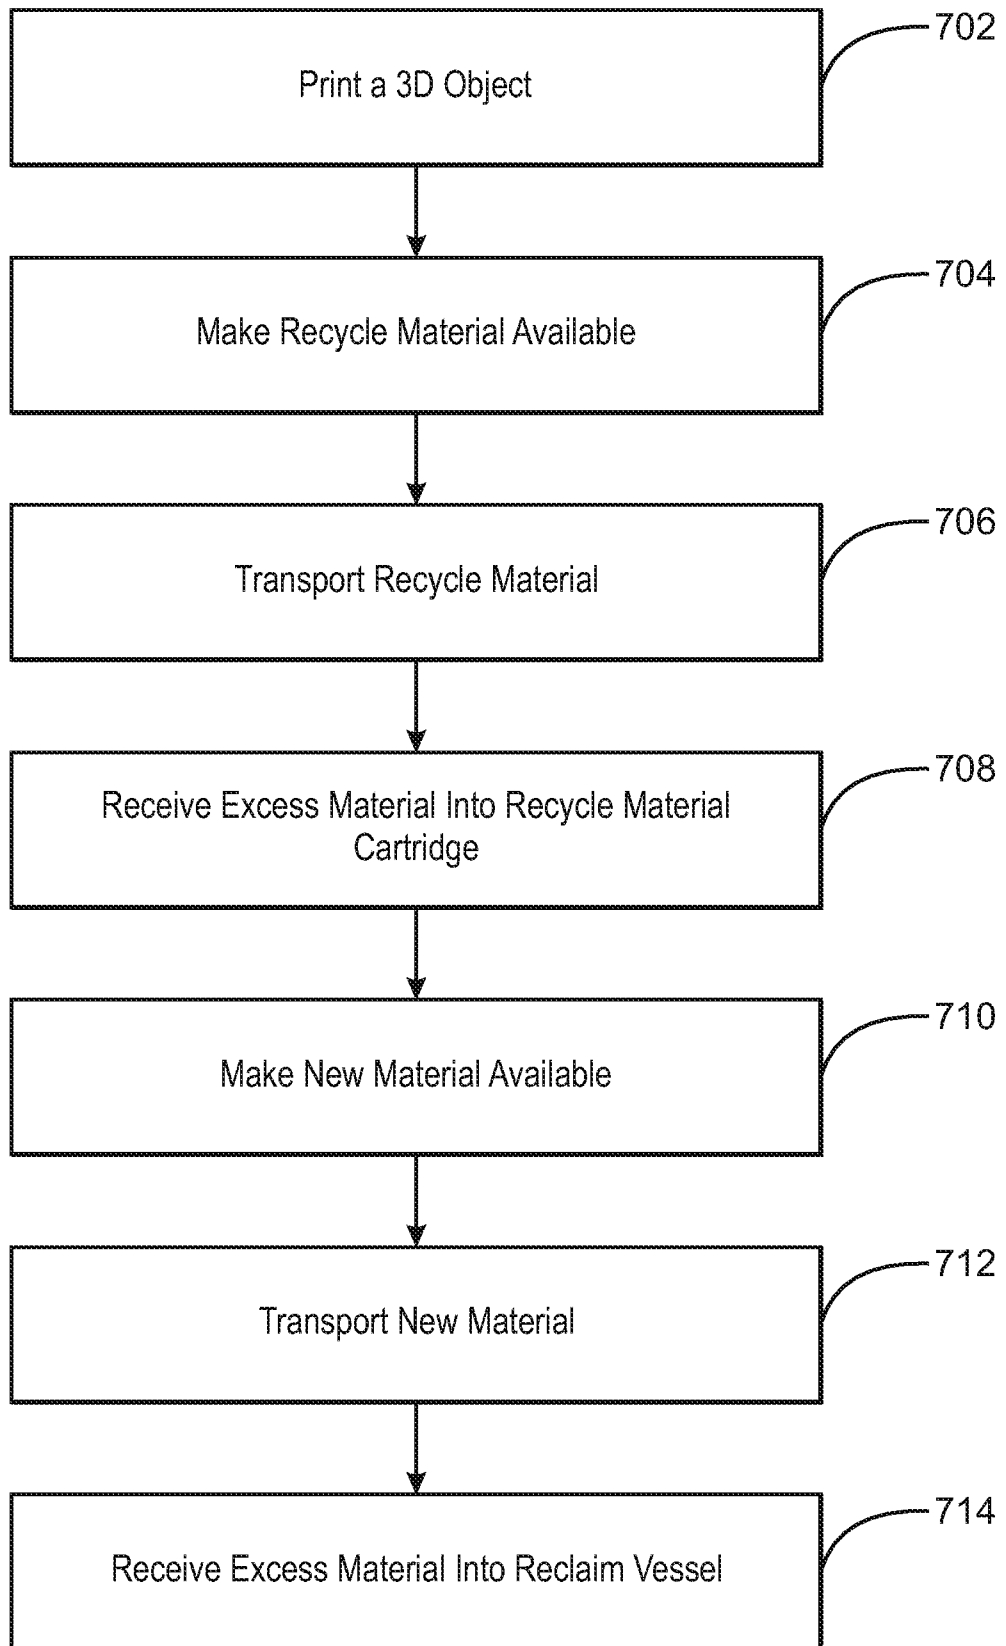 702
Print a 3D Object
704
Make Recycle Material Available
706
Transport Recycle Material
708
Receive Excess Material Into Recycle Material
Cartridge
710
Make New Material Available
712
Transport New Material
714
Receive Excess Material Into Reclaim Vessel